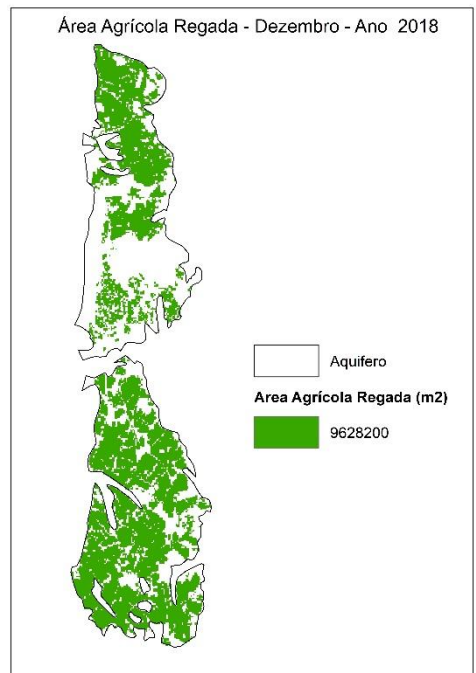 Área Agrícola Regada - Dezembro - Ano 2018
Aquifero
Area Agrícola Regada (m2)
9628200